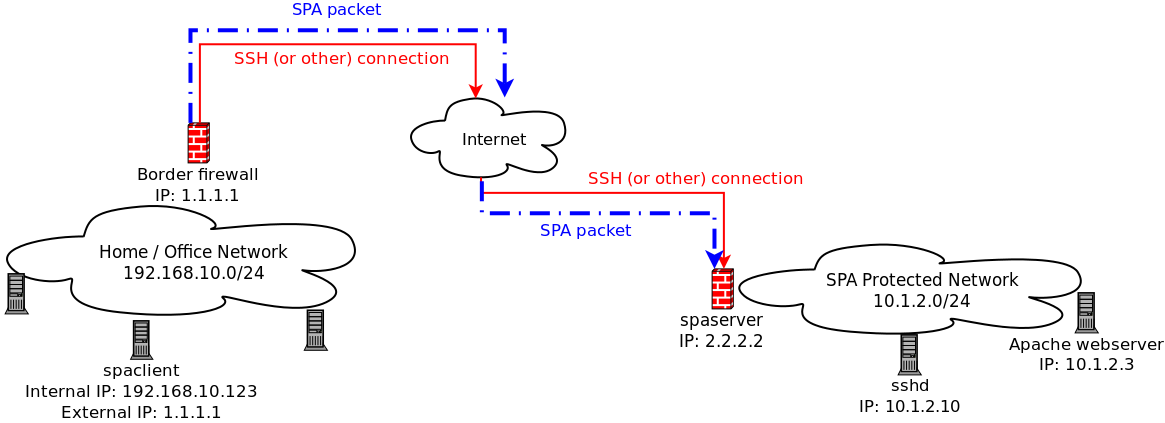 SPA packet
SSH (or other) connection
Internet
Border firewall
IP: 1.1.1.1
SSH (or other) connection
SPA packet
Home / Office Network
192.168.10.0/24
SPA Protected Network
10.1.2.0/24
spaserver
IP: 2.2.2.2
Apache webserver
IP: 10.1.2.3
spaclient
Internal IP: 192.168.10.123
External IP: 1.1.1.1
sshd
IP: 10.1.2.10